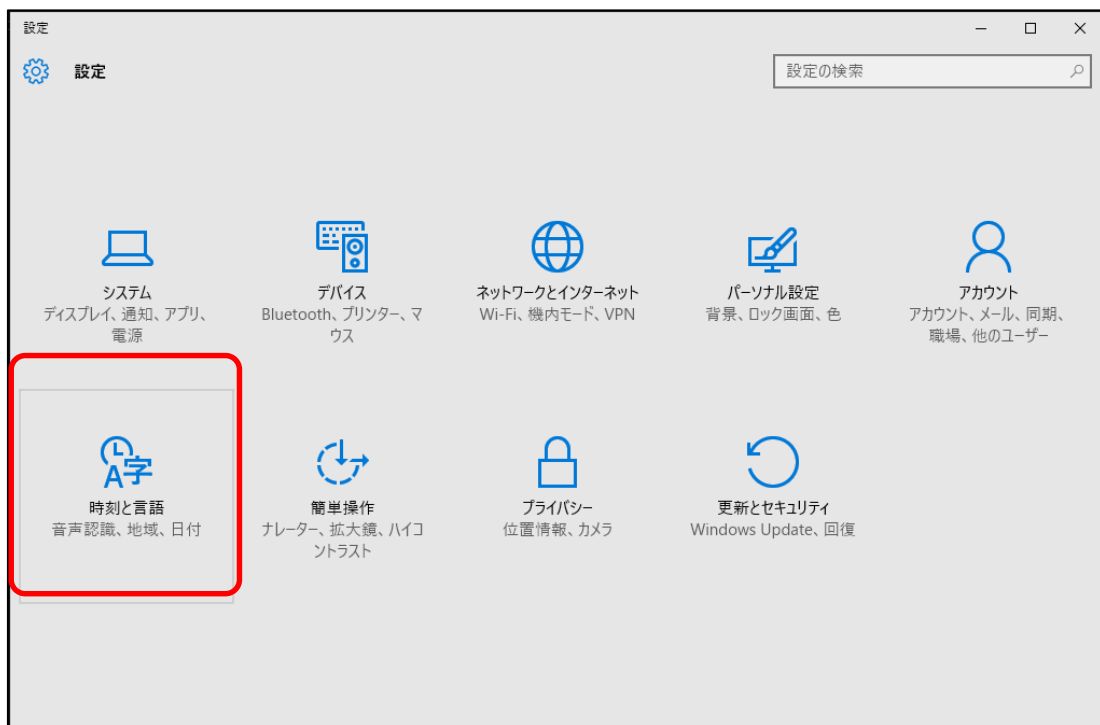 設定
設定
設定の検索
システム
ディスプレイ、通知、アプリ、
電源
デバイス
Bluetooth、プリンター、マ
ウス
ネットワークとインターネット
Wi-Fi、機内モード、VPN
パーソナル設定
背景、ロック画面、色
アカウント
アカウント、メール、同期、
職場、他のユーザー
A字
時刻と言語
音声認識、地域、日付
簡単操作
ナレーター、拡大鏡、ハイコ
ントラスト
プライバシー
位置情報、カメラ
更新とセキュリティ
Windows Update、回復